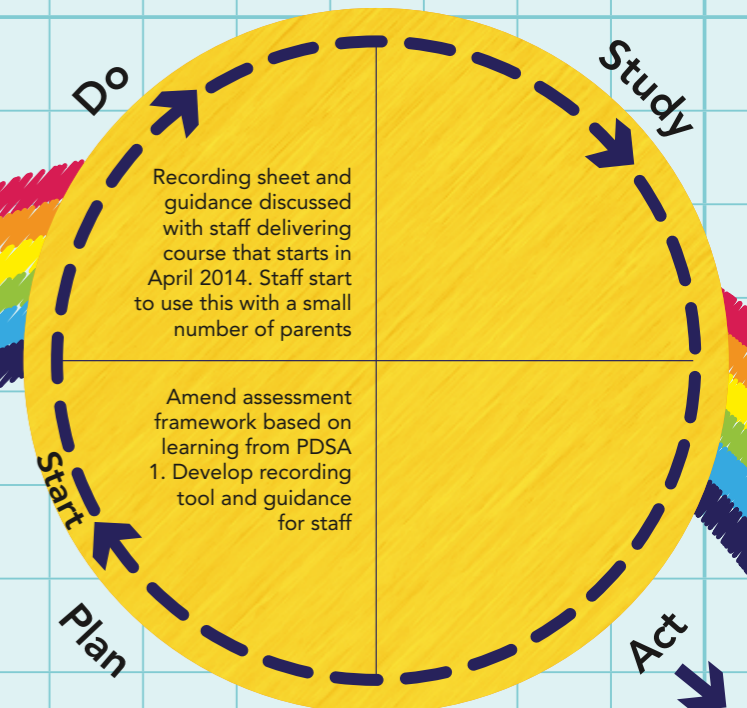 Do
Study
Recording sheet and
guidance discussed
with staff delivering
course that starts in
April 2014. Staff start
to use this with a small
number of parents
Amend assessment
framework based on
learning from PDSA
1. Develop recording
tool and guidance
for staff
Start
Plan
Act